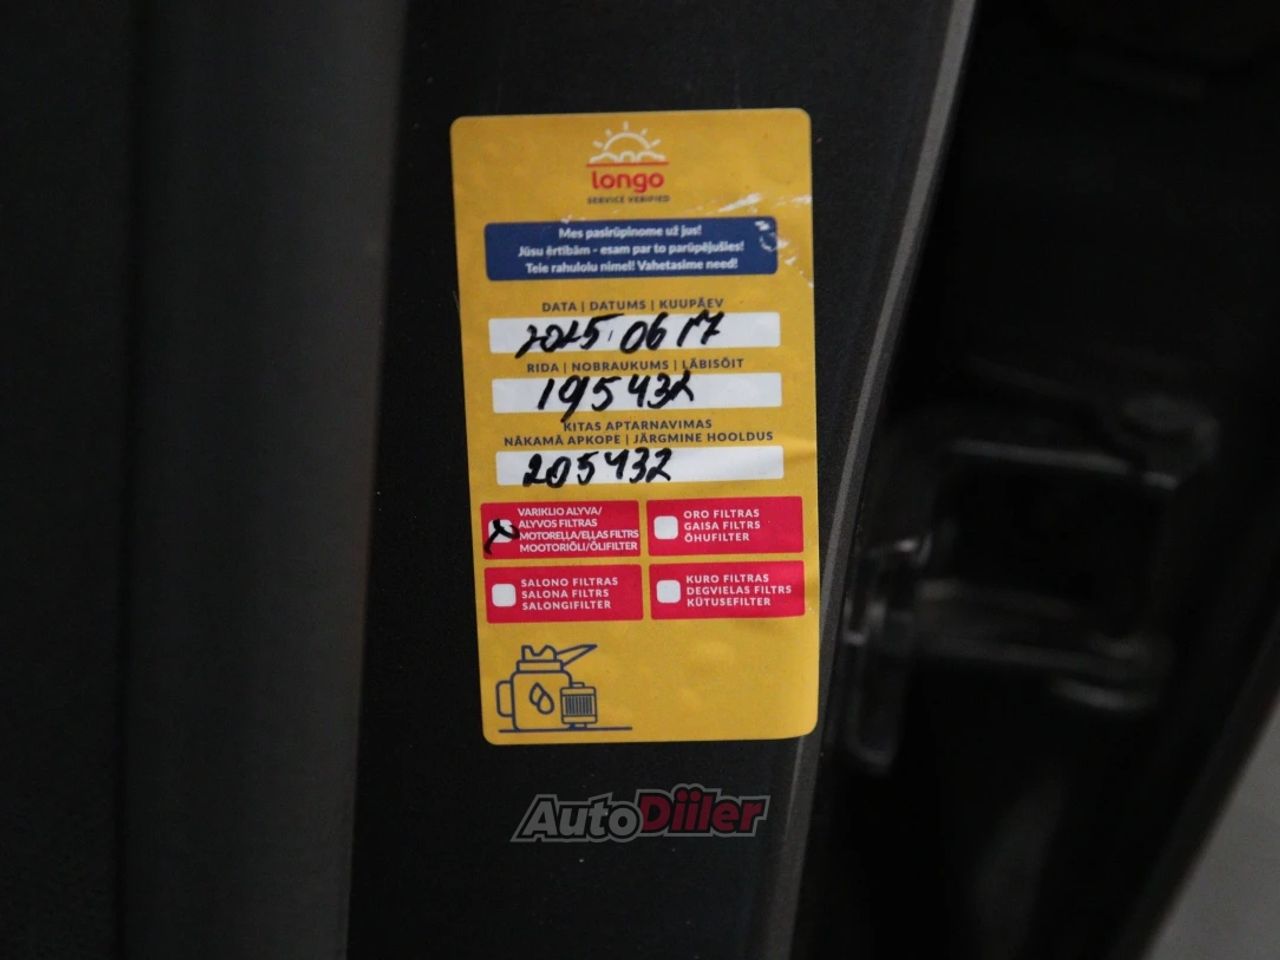 longo
SERVICE VERIFIED
Mes pasirūpinome už jus!
Jūsu ērtībām - esam par to parūpējušies!
Teie rahulolu nimel! Vahetasime need!
DATA | DATUMS | KUUPÄEV
2025 06 17
RIDA | NOBRAUKUMS | LÄBISÕIT
195432
KITAS APTARNAVIMAS
NĀKAMĀ APKOPE | JÄRGMINE HOOLDUS
205432
VARIKLIO ALYVA/
ALYVOS FILTRAS
MOTOREĻĻA/EĻĻAS FILTRS
MOOTORIÕLI/ÕLIFILTER
ORO FILTRAS
GAISA FILTRS
ÕHUFILTER
SALONO FILTRAS
SALONA FILTRS
SALONGIFILTER
KURO FILTRAS
DEGVIELAS FILTRS
KÜTUSEFILTER
AutoDiiler